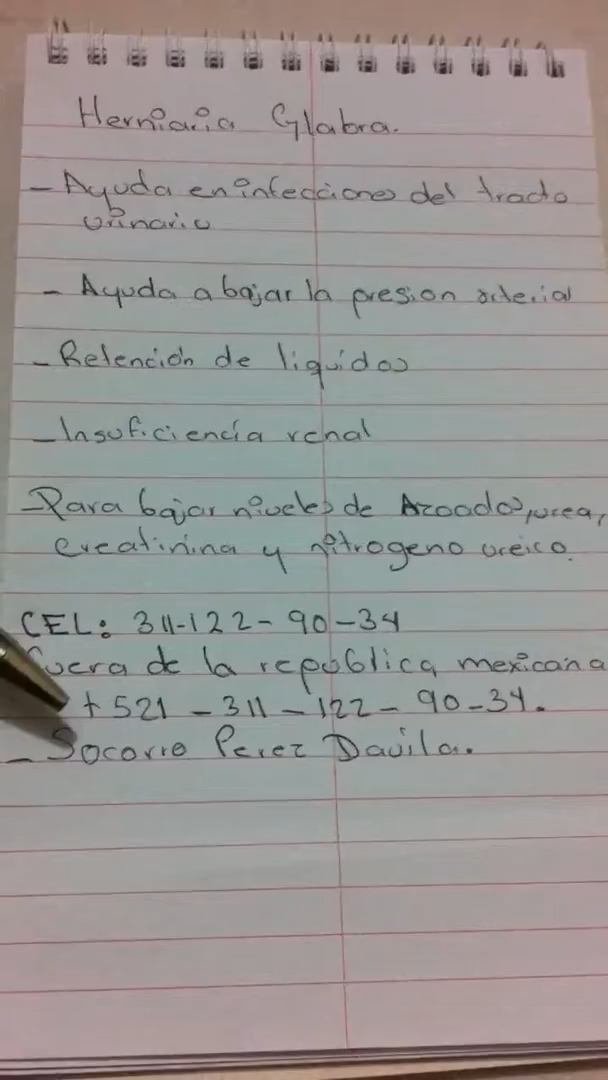 Herniaria Glabra.
- Ayuda en infecciones del tracto
urinario
- Ayuda a bajar la presion arterial
- Retención de liquidos
- Insuficiencia renal
- Para bajar niveles de Azoados, urea,
creatinina y nitrogeno ureico.
CEL: 311-122-90-34
fuera de la republica mexicana
+521-311-122-90-34.
- Socorro Perez Davila.